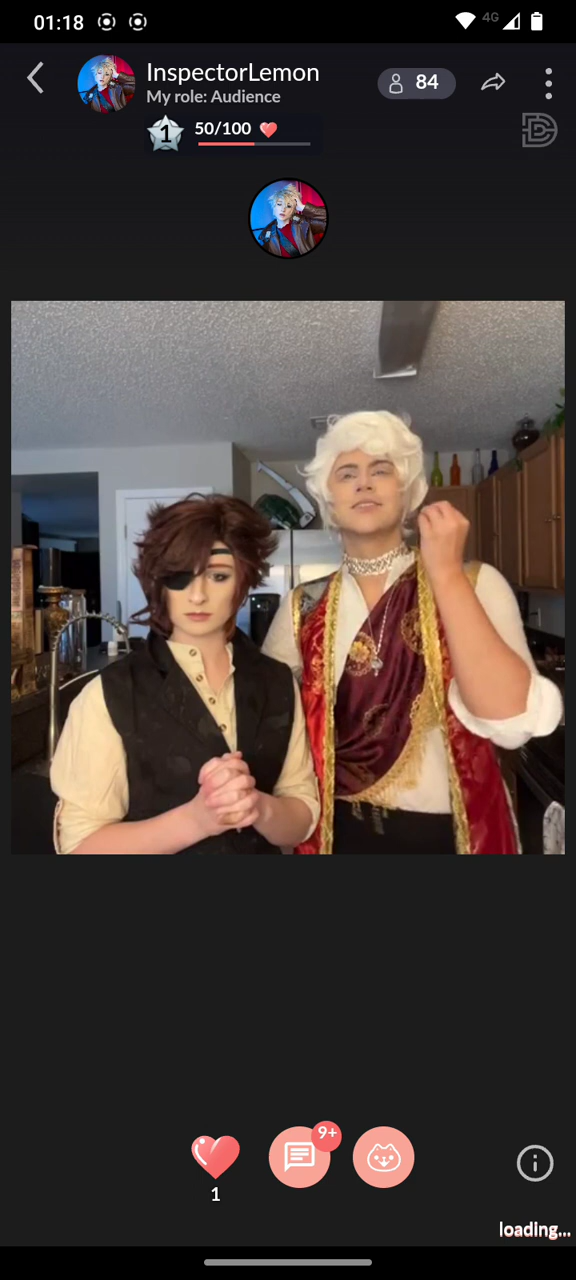 01:18
4G
InspectorLemon
84
My role: Audience
1
50/100
9+
1
loading...